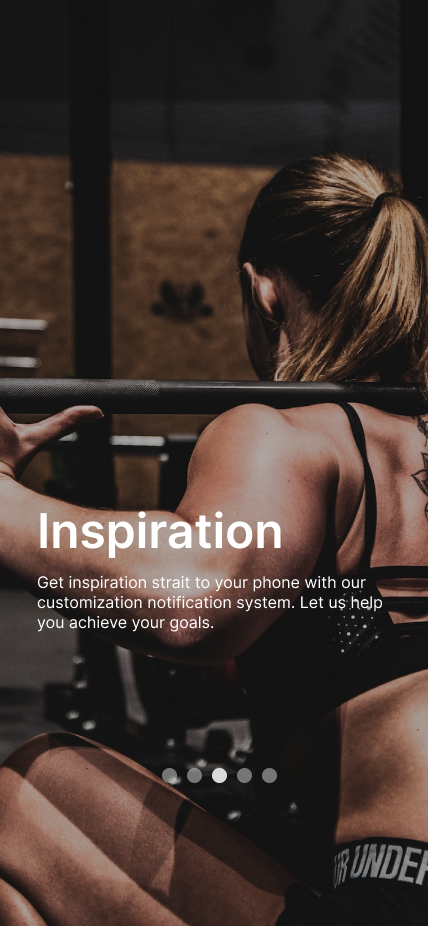 Inspiration
Get inspiration strait to your phone with our
customization notification system. Let us help
you achieve your goals.
UNDER